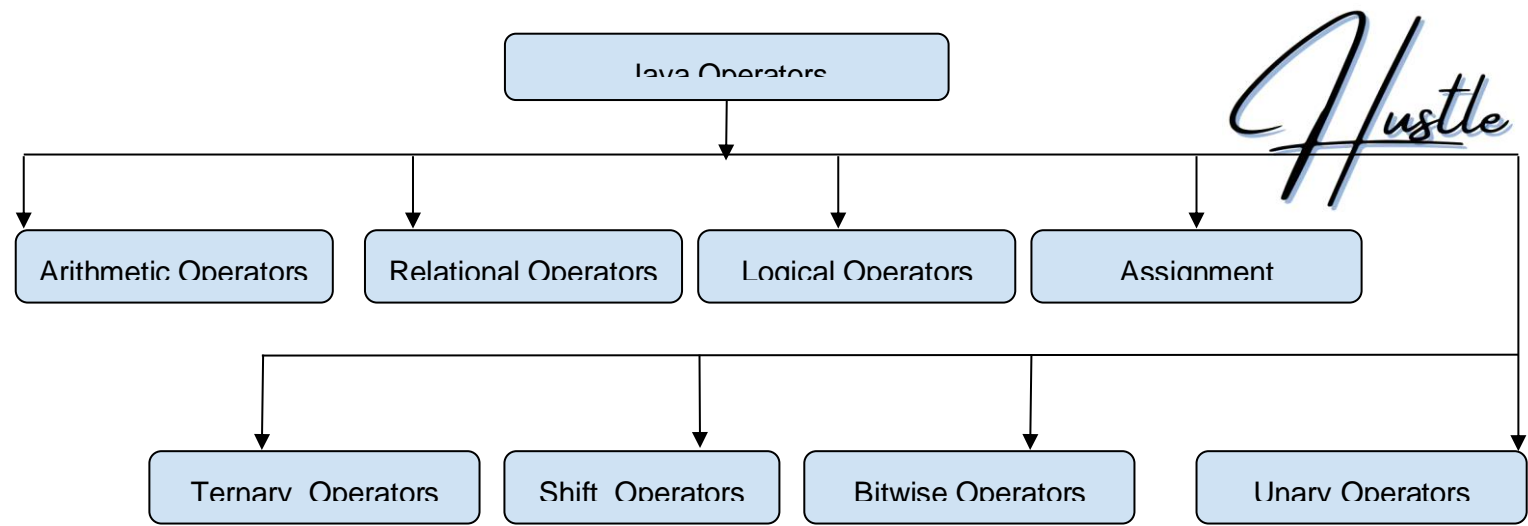 Java Operators
Hustle
Arithmetic Operators
Relational Operators
Logical Operators
Assignment
Ternary Operators
Shift Operators
Bitwise Operators
Unary Operators